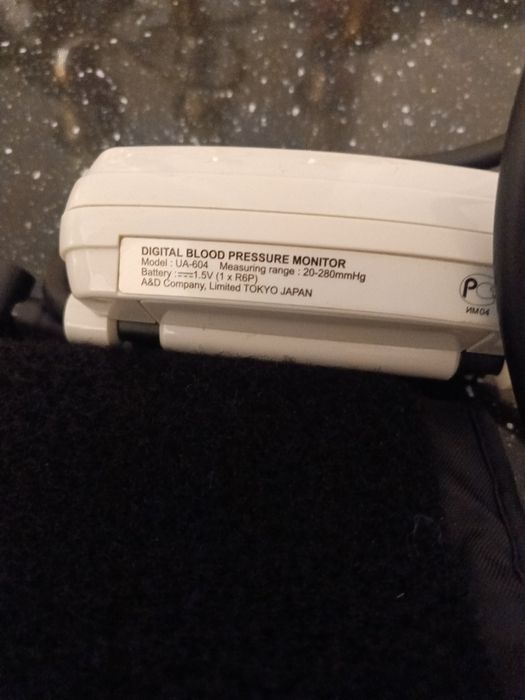 DIGITAL BLOOD PRESSURE MONITOR
Model : UA-604 Measuring range : 20-280mmHg
Battery : 1.5V (1 x R6P)
A&D Company, Limited TOKYO JAPAN
ИМ04